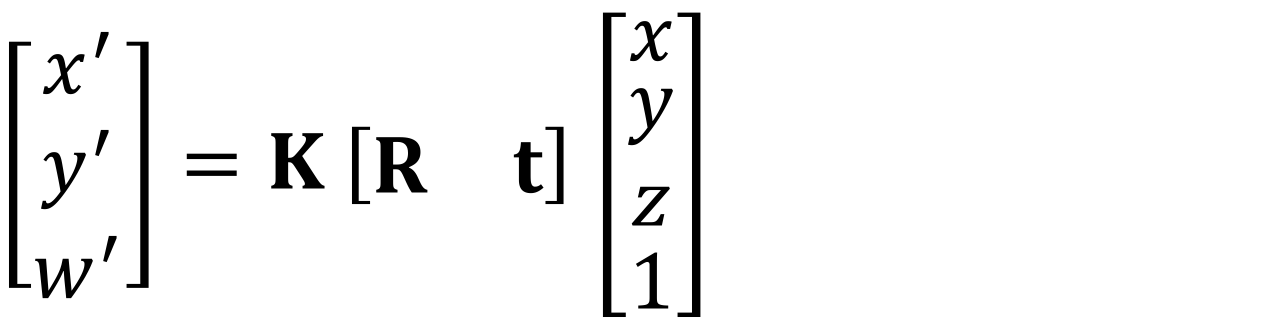 [x′ y′ w′] = K [R t] [x y z 1]